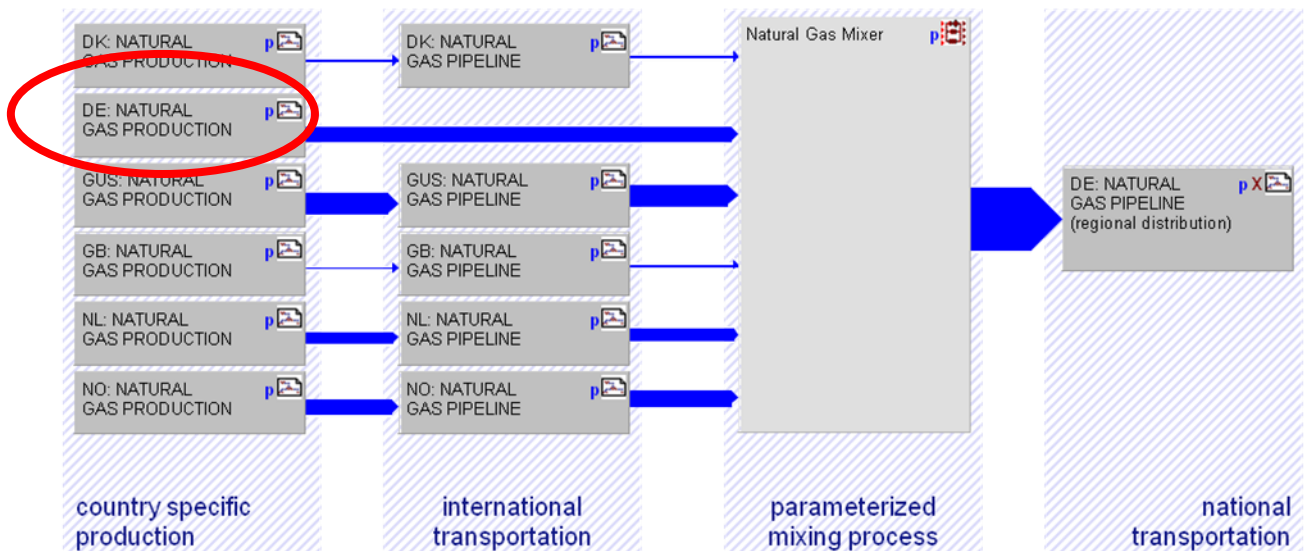 DK: NATURAL p
GAS PRODUCTION
DE: NATURAL p
GAS PRODUCTION
GUS: NATURAL p
GAS PRODUCTION
GB: NATURAL p
GAS PRODUCTION
NL: NATURAL p
GAS PRODUCTION
NO: NATURAL p
GAS PRODUCTION
country specific
production
DK: NATURAL p
GAS PIPELINE
GUS: NATURAL p
GAS PIPELINE
GB: NATURAL p
GAS PIPELINE
NL: NATURAL p
GAS PIPELINE
NO: NATURAL p
GAS PIPELINE
international
transportation
Natural Gas Mixer p
parameterized
mixing process
DE: NATURAL p X
GAS PIPELINE
(regional distribution)
national
transportation